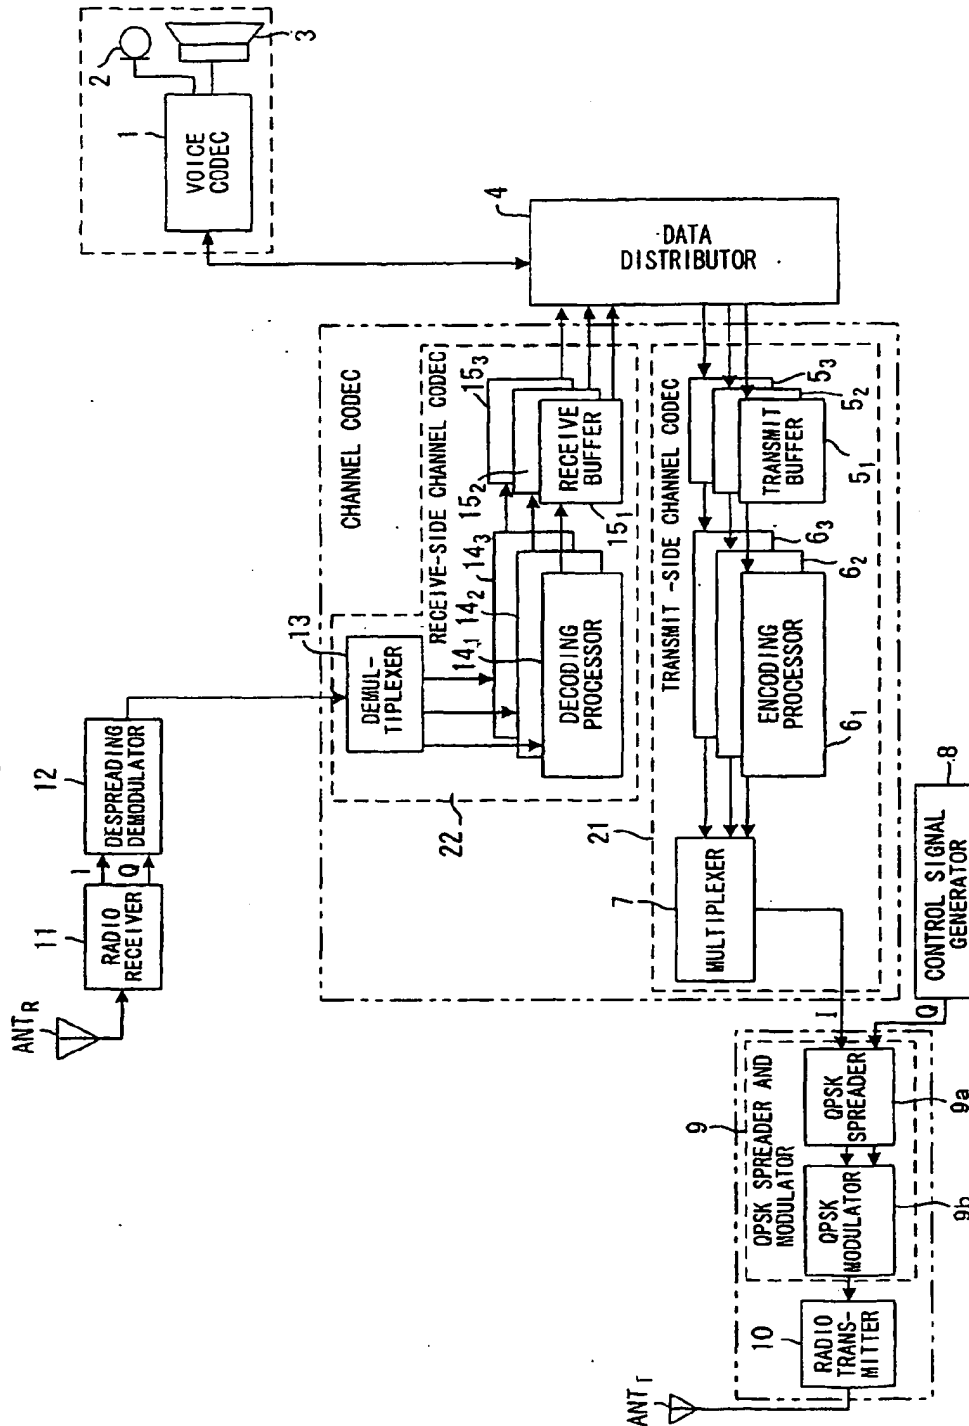 ANTR
11
RADIO
RECEIVER
I
Q
12
DESPREADING
DEMODULATOR
1
VOICE
CODEC
2
3
4
DATA
DISTRIBUTOR
CHANNEL CODEC
RECEIVE-SIDE CHANNEL CODEC
22
13
DEMUL-
TIPLEXER
141
142
143
DECODING
PROCESSOR
151
152
153
RECEIVE
BUFFER
21
TRANSMIT -SIDE CHANNEL CODEC
7
MULTIPLEXER
61
62
63
ENCODING
PROCESSOR
51
52
53
TRANSMIT
BUFFER
8
CONTROL SIGNAL
GENERATOR
I
Q
9
QPSK SPREADER AND
MODULATOR
QPSK
SPREADER
9a
QPSK
MODULATOR
9b
10
RADIO
TRANS-
MITTER
ANTT